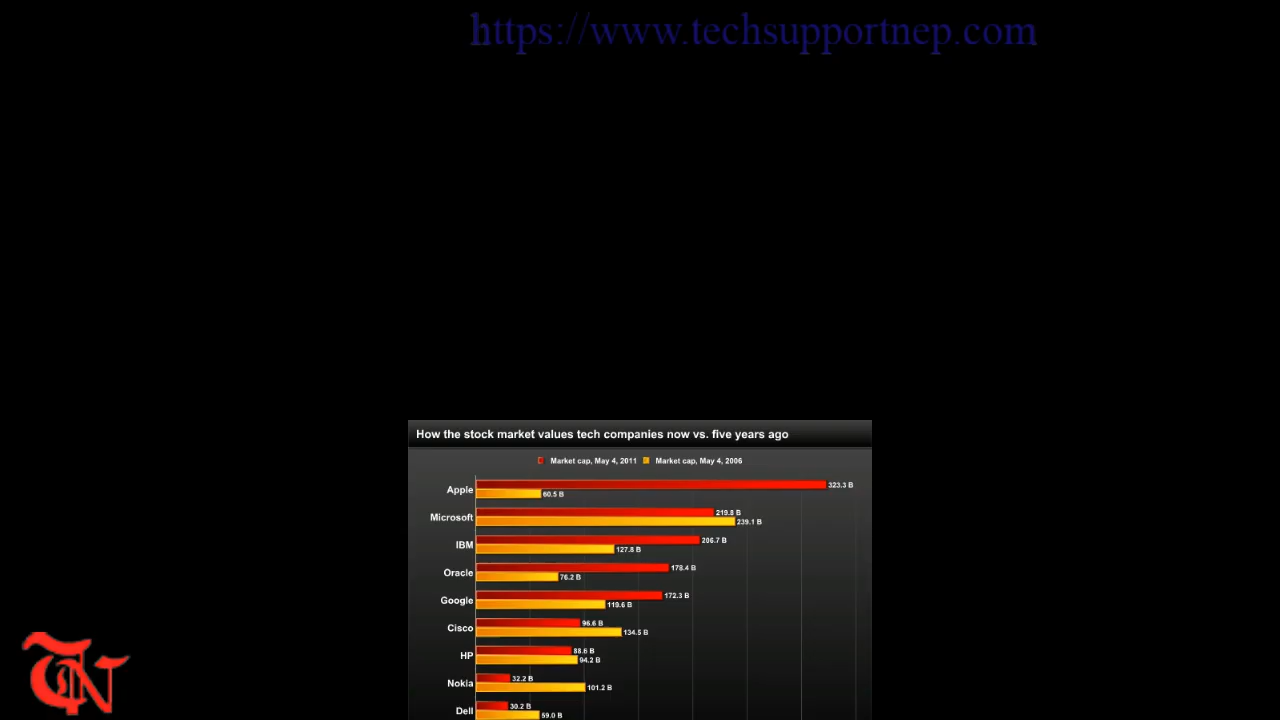 https://www.techsupportnep.com
How the stock market values tech companies now vs. five years ago
Market cap, May 4, 2011 Market cap, May 4, 2006
Apple 323.3 B
60.5 B
Microsoft 219.8 B
239.1 B
IBM 206.7 B
127.8 B
Oracle 178.4 B
76.2 B
Google 172.3 B
119.6 B
Cisco 96.6 B
134.5 B
HP 88.6 B
94.2 B
Nokia 32.2 B
101.2 B
Dell 30.2 B
59.0 B
TN